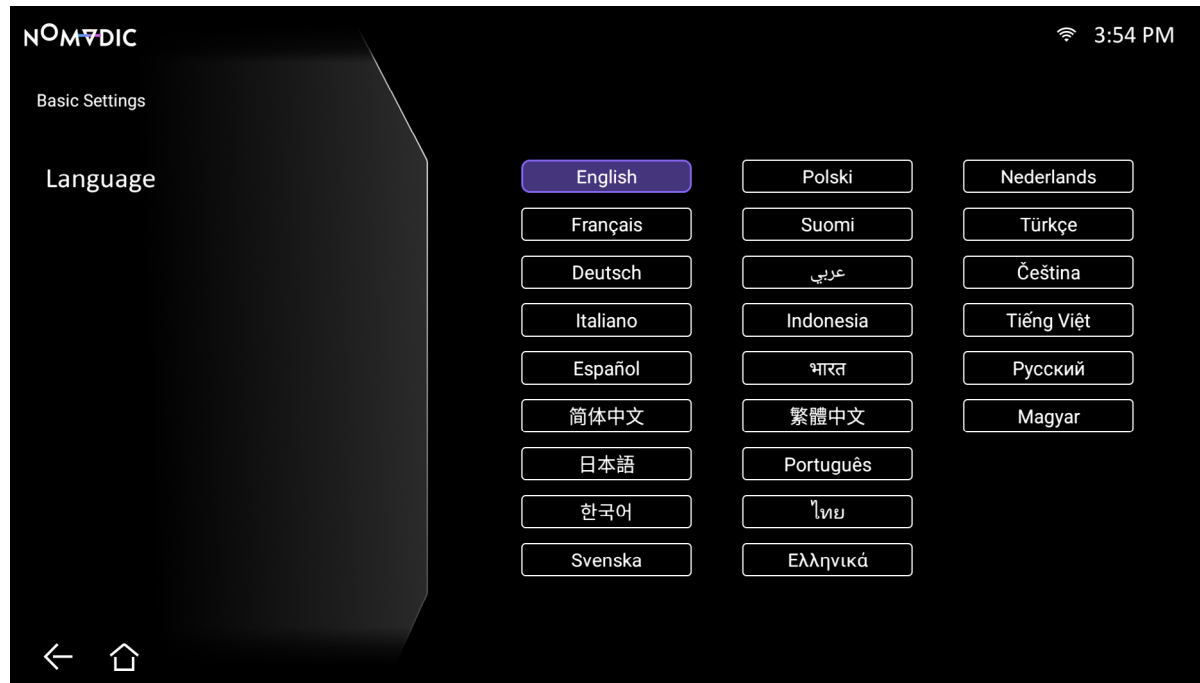 NOMADIC
3:54 PM
Basic Settings
Language
English Polski Nederlands
Français Suomi Türkçe
Deutsch عربي Čeština
Italiano Indonesia Tiếng Việt
Español भारत Русский
简体中文 繁體中文 Magyar
日本語 Português
한국어 ไทย
Svenska Ελληνικά